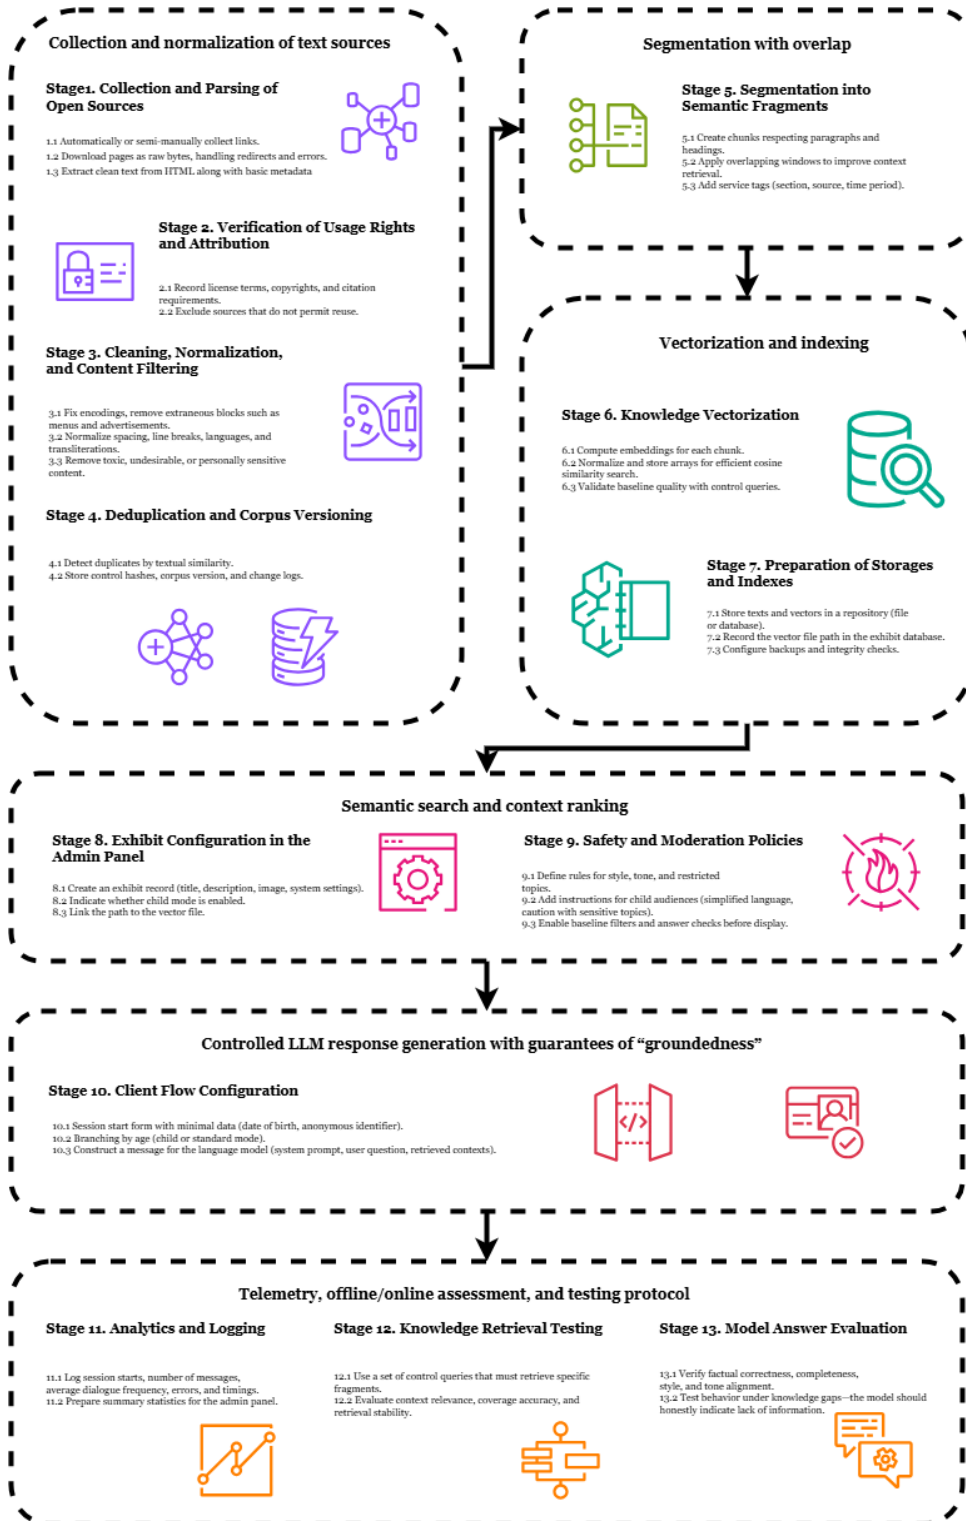 Collection and normalization of text sources
Stage1. Collection and Parsing of
Open Sources
1.1 Automatically or semi-manually collect links.
1.2 Download pages as raw bytes, handling redirects and errors.
1.3 Extract clean text from HTML along with basic metadata
Stage 2. Verification of Usage Rights
and Attribution
2.1 Record license terms, copyrights, and citation
requirements.
2.2 Exclude sources that do not permit reuse.
Stage 3. Cleaning, Normalization,
and Content Filtering
3.1 Fix encodings, remove extraneous blocks such as
menus and advertisements.
3.2 Normalize spacing, line breaks, languages, and
transliterations.
3.3 Remove toxic, undesirable, or personally sensitive
content.
Stage 4. Deduplication and Corpus Versioning
4.1 Detect duplicates by textual similarity.
4.2 Store control hashes, corpus version, and change logs.
Segmentation with overlap
Stage 5. Segmentation into
Semantic Fragments
5.1 Create chunks respecting paragraphs and
headings.
5.2 Apply overlapping windows to improve context
retrieval.
5.3 Add service tags (section, source, time period).
Vectorization and indexing
Stage 6. Knowledge Vectorization
6.1 Compute embeddings for each chunk.
6.2 Normalize and store arrays for efficient cosine
similarity search.
6.3 Validate baseline quality with control queries.
Stage 7. Preparation of Storages
and Indexes
7.1 Store texts and vectors in a repository (file
or database).
7.2 Record the vector file path in the exhibit database.
7.3 Configure backups and integrity checks.
Semantic search and context ranking
Stage 8. Exhibit Configuration in the
Admin Panel
8.1 Create an exhibit record (title, description, image, system settings).
8.2 Indicate whether child mode is enabled.
8.3 Link the path to the vector file.
Stage 9. Safety and Moderation Policies
9.1 Define rules for style, tone, and restricted
topics.
9.2 Add instructions for child audiences (simplified language,
caution with sensitive topics).
9.3 Enable baseline filters and answer checks before display.
Controlled LLM response generation with guarantees of “groundedness”
Stage 10. Client Flow Configuration
10.1 Session start form with minimal data (date of birth, anonymous identifier).
10.2 Branching by age (child or standard mode).
10.3 Construct a message for the language model (system prompt, user question, retrieved contexts).
</>
Telemetry, offline/online assessment, and testing protocol
Stage 11. Analytics and Logging
11.1 Log session starts, number of messages,
average dialogue frequency, errors, and timings.
11.2 Prepare summary statistics for the admin panel.
Stage 12. Knowledge Retrieval Testing
12.1 Use a set of control queries that must retrieve specific
fragments.
12.2 Evaluate context relevance, coverage accuracy, and
retrieval stability.
Stage 13. Model Answer Evaluation
13.1 Verify factual correctness, completeness,
style, and tone alignment.
13.2 Test behavior under knowledge gaps—the model should
honestly indicate lack of information.